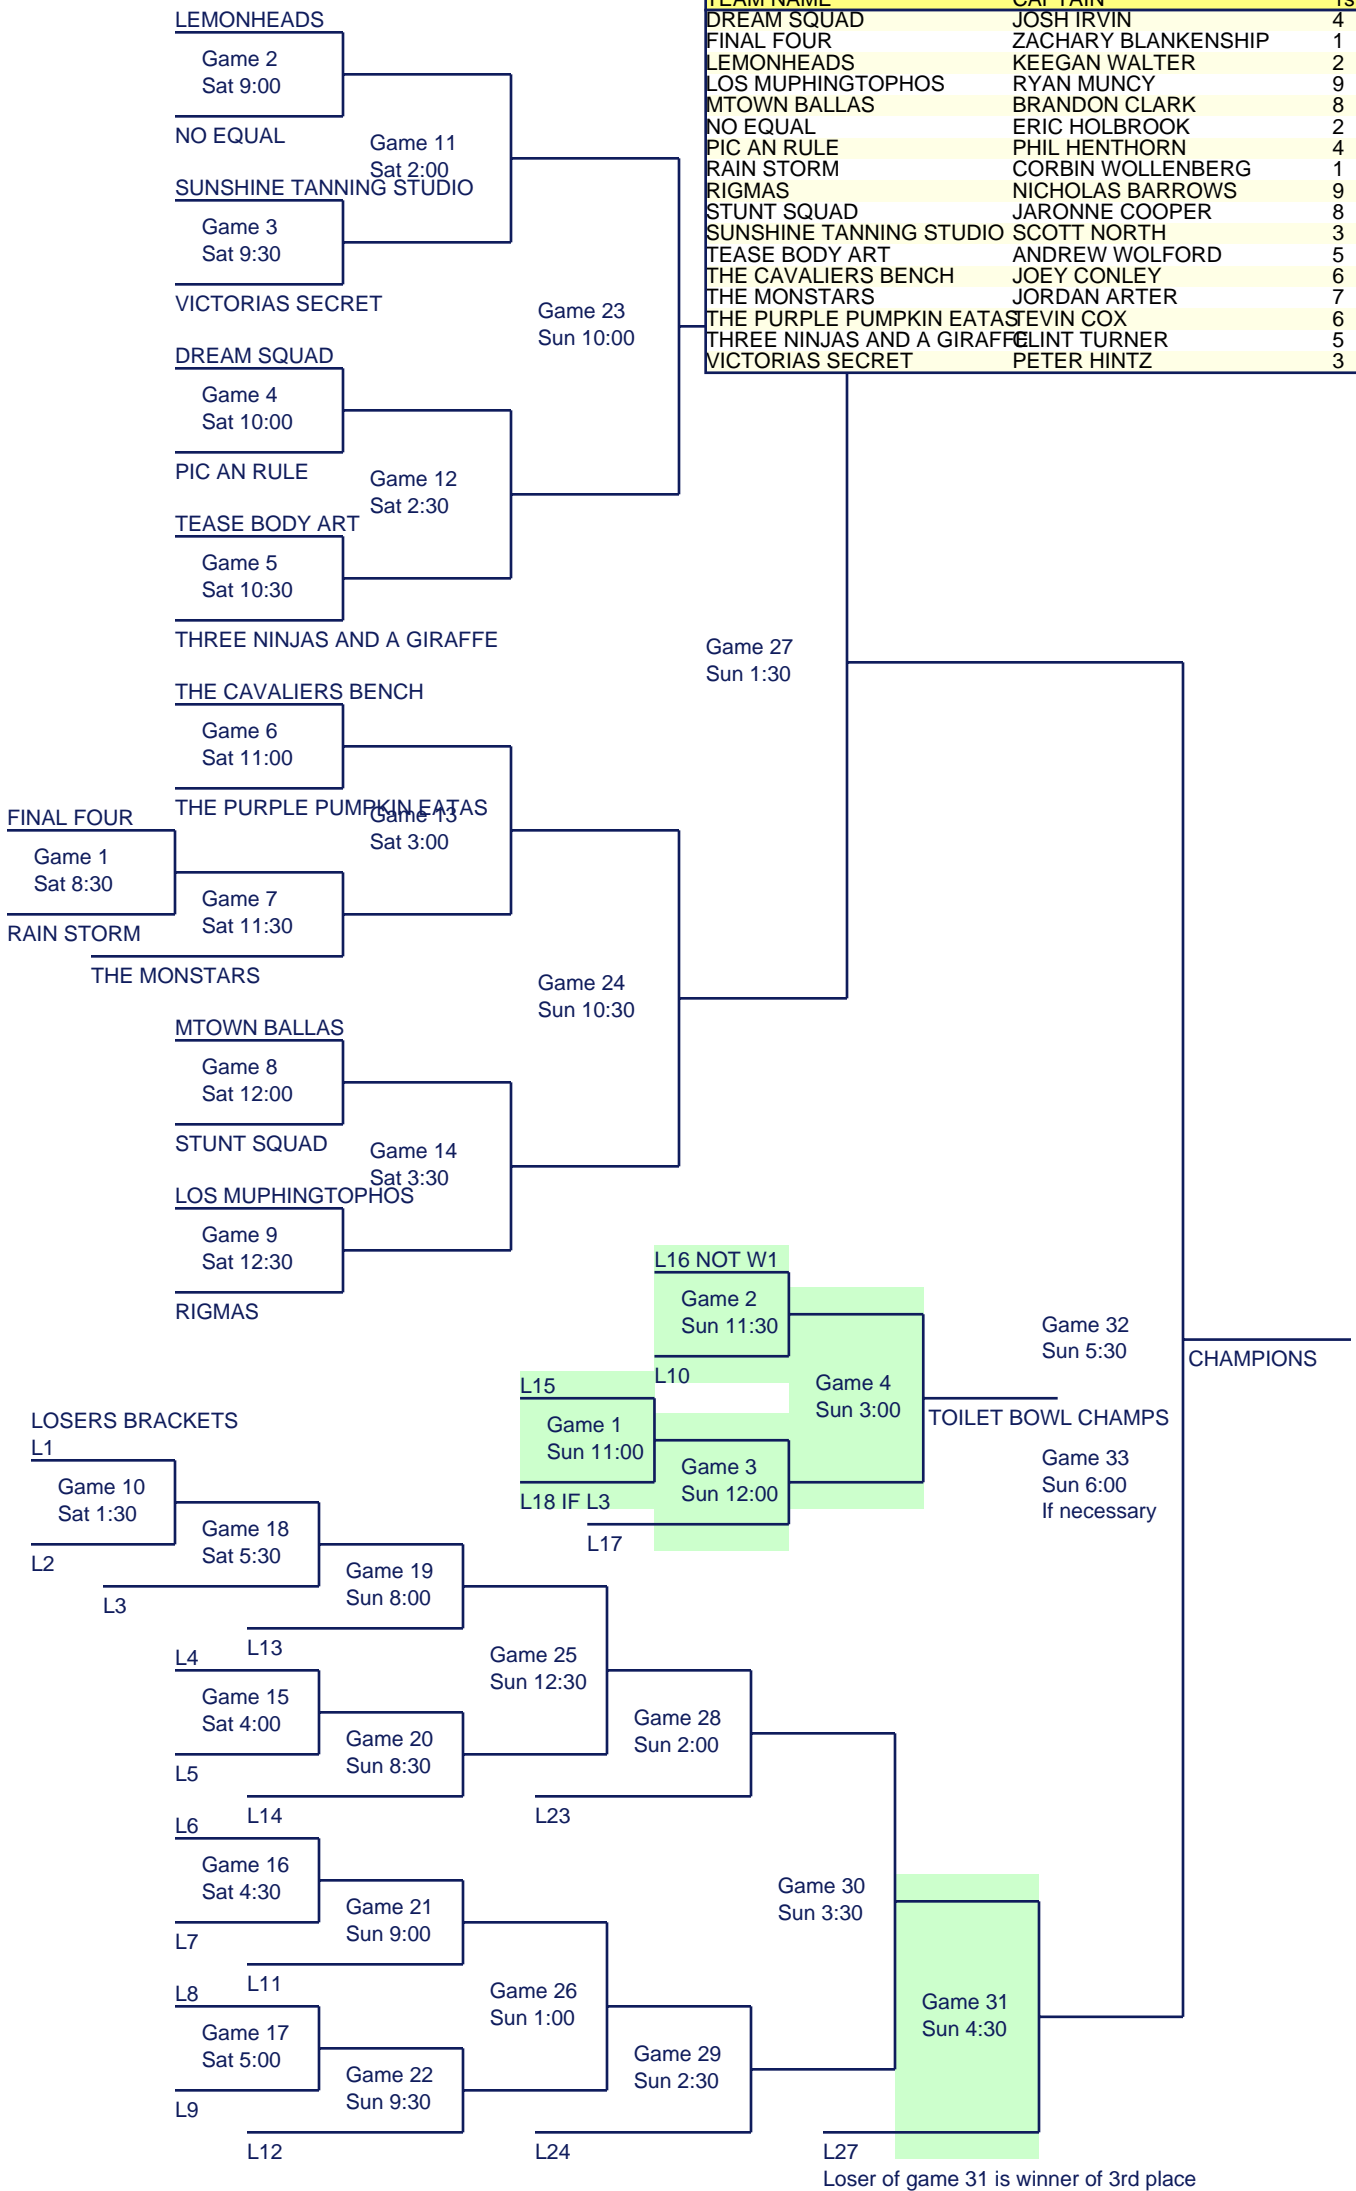 TEAM NAME CAPTAIN
DREAM SQUAD JOSH IRVIN 4
FINAL FOUR ZACHARY BLANKENSHIP 1
LEMONHEADS KEEGAN WALTER 2
LOS MUPHINGTOPHOS RYAN MUNCY 9
MTOWN BALLAS BRANDON CLARK 8
NO EQUAL ERIC HOLBROOK 2
PIC AN RULE PHIL HENTHORN 4
RAIN STORM CORBIN WOLLENBERG 1
RIGMAS NICHOLAS BARROWS 9
STUNT SQUAD JARONNE COOPER 8
SUNSHINE TANNING STUDIO SCOTT NORTH 3
TEASE BODY ART ANDREW WOLFORD 5
THE CAVALIERS BENCH JOEY CONLEY 6
THE MONSTARS JORDAN ARTER 7
THE PURPLE PUMPKIN EATAS TEVIN COX 6
THREE NINJAS AND A GIRAFFE CLINT TURNER 5
VICTORIAS SECRET PETER HINTZ 3
LEMONHEADS
Game 2
Sat 9:00
NO EQUAL
Game 11
Sat 2:00
SUNSHINE TANNING STUDIO
Game 3
Sat 9:30
VICTORIAS SECRET
Game 23
Sun 10:00
DREAM SQUAD
Game 4
Sat 10:00
PIC AN RULE
Game 12
Sat 2:30
TEASE BODY ART
Game 5
Sat 10:30
THREE NINJAS AND A GIRAFFE
Game 27
Sun 1:30
THE CAVALIERS BENCH
Game 6
Sat 11:00
THE PURPLE PUMPKIN EATAS
Game 13
Sat 3:00
FINAL FOUR
Game 1
Sat 8:30
RAIN STORM
Game 7
Sat 11:30
THE MONSTARS
Game 24
Sun 10:30
MTOWN BALLAS
Game 8
Sat 12:00
STUNT SQUAD
Game 14
Sat 3:30
LOS MUPHINGTOPHOS
Game 9
Sat 12:30
RIGMAS
L16 NOT W1
Game 2
Sun 11:30
L10
L15
Game 1
Sun 11:00
L18 IF L3
Game 3
Sun 12:00
L17
Game 4
Sun 3:00
TOILET BOWL CHAMPS
Game 32
Sun 5:30
CHAMPIONS
Game 33
Sun 6:00
If necessary
LOSERS BRACKETS
L1
Game 10
Sat 1:30
L2
Game 18
Sat 5:30
L3
Game 19
Sun 8:00
L13
L4
Game 15
Sat 4:00
L5
Game 20
Sun 8:30
L14
Game 25
Sun 12:30
Game 28
Sun 2:00
L23
L6
Game 16
Sat 4:30
L7
Game 21
Sun 9:00
L11
L8
Game 17
Sat 5:00
L9
Game 22
Sun 9:30
L12
Game 26
Sun 1:00
Game 29
Sun 2:30
L24
Game 30
Sun 3:30
Game 31
Sun 4:30
L27
Loser of game 31 is winner of 3rd place